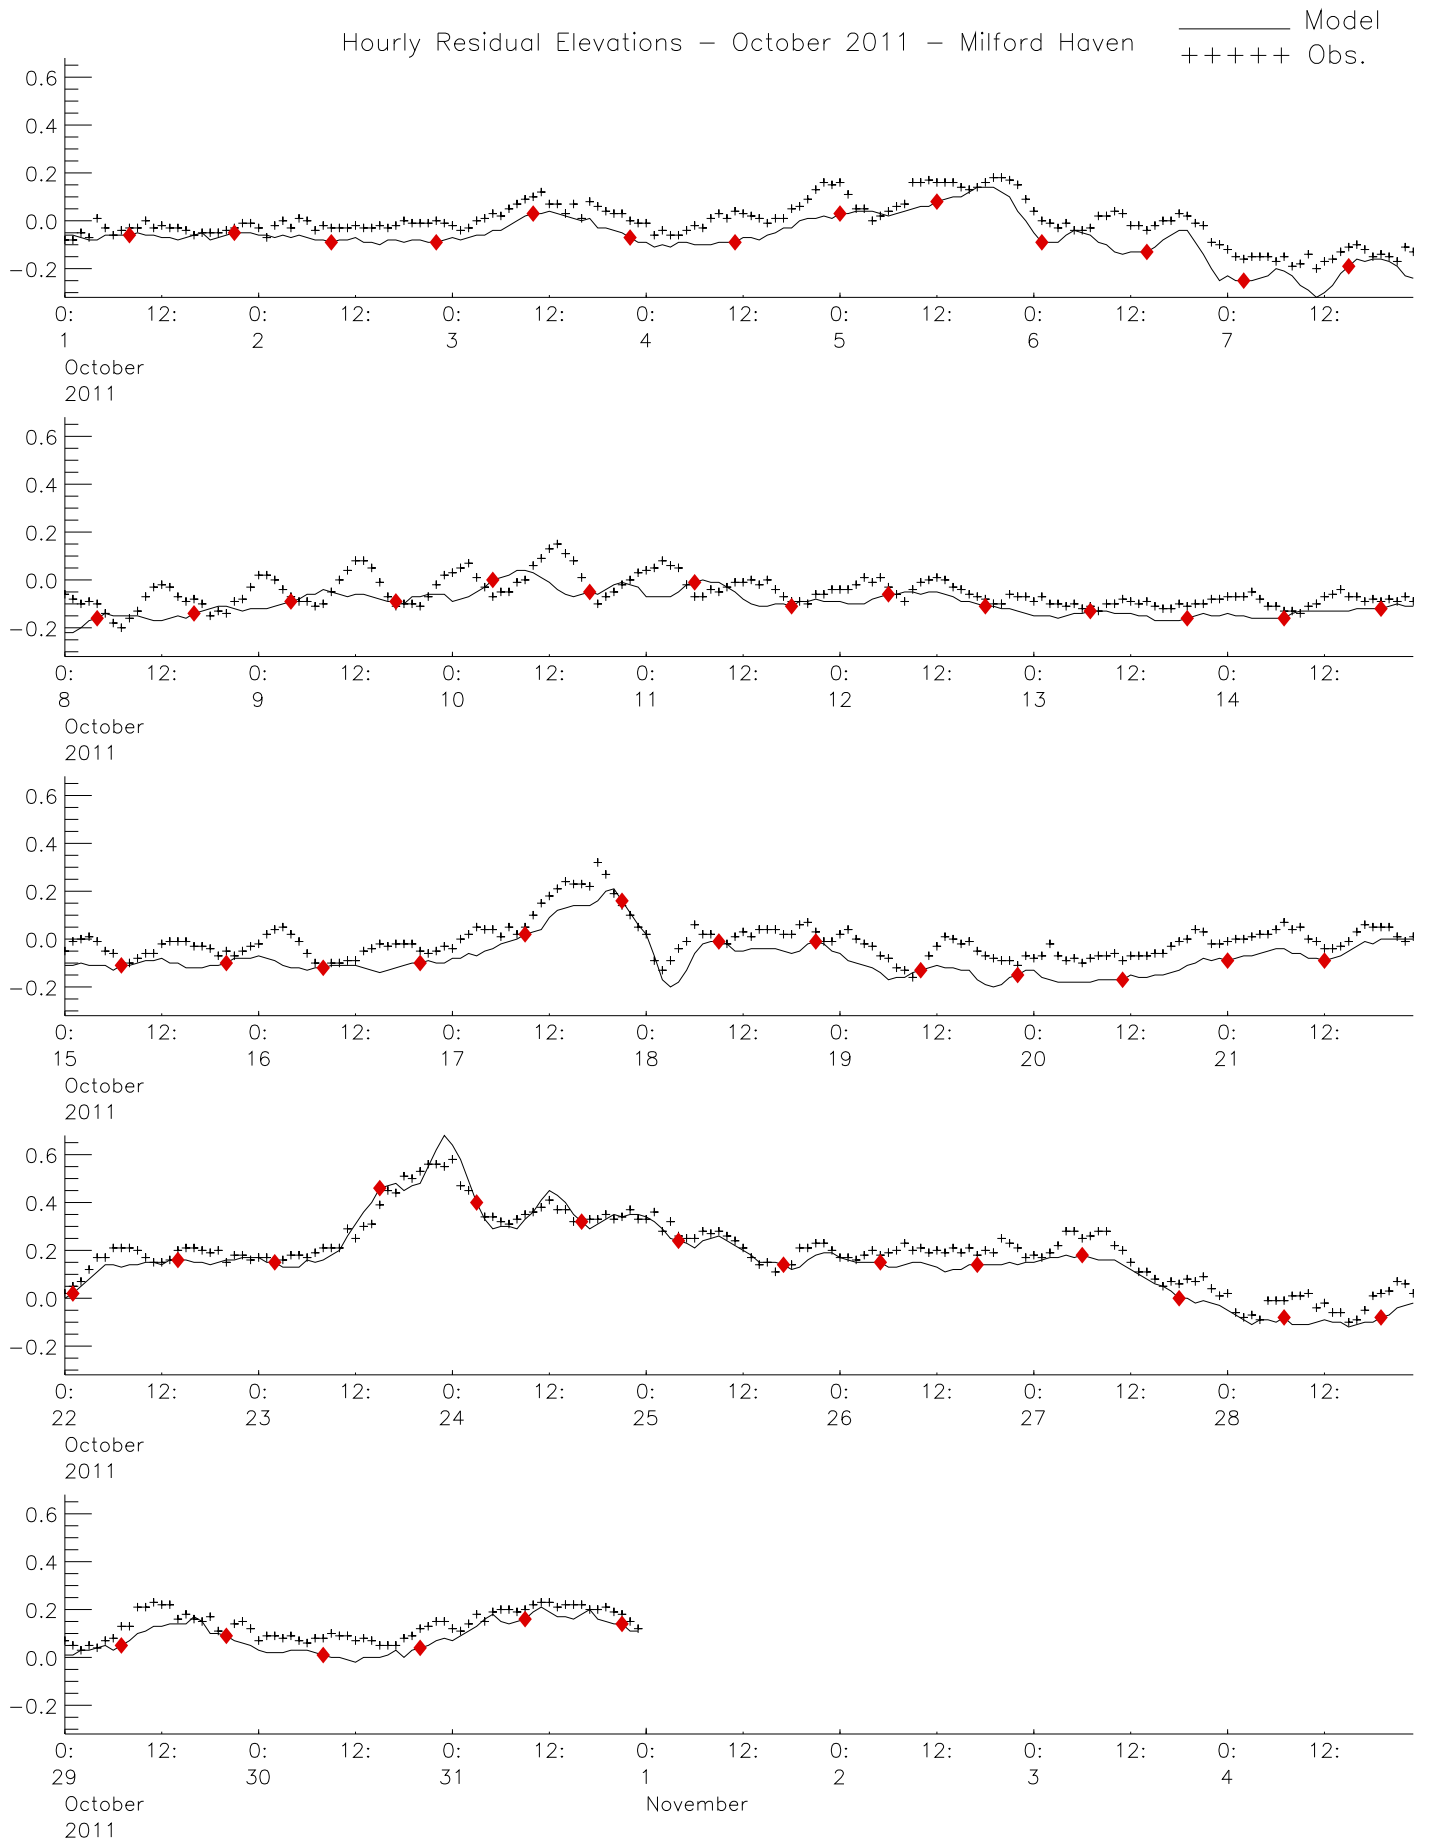 Hourly Residual Elevations – October 2011 – Milford Haven
Model
+++++ Obs.
0.6
0.4
0.2
0.0
−0.2
0: 12: 0: 12: 0: 12: 0: 12: 0: 12: 0: 12: 0: 12:
1 2 3 4 5 6 7
October
2011
0.6
0.4
0.2
0.0
−0.2
0: 12: 0: 12: 0: 12: 0: 12: 0: 12: 0: 12: 0: 12:
8 9 10 11 12 13 14
October
2011
0.6
0.4
0.2
0.0
−0.2
0: 12: 0: 12: 0: 12: 0: 12: 0: 12: 0: 12: 0: 12:
15 16 17 18 19 20 21
October
2011
0.6
0.4
0.2
0.0
−0.2
0: 12: 0: 12: 0: 12: 0: 12: 0: 12: 0: 12: 0: 12:
22 23 24 25 26 27 28
October
2011
0.6
0.4
0.2
0.0
−0.2
0: 12: 0: 12: 0: 12: 0: 12: 0: 12: 0: 12: 0: 12:
29 30 31 1 2 3 4
October November
2011